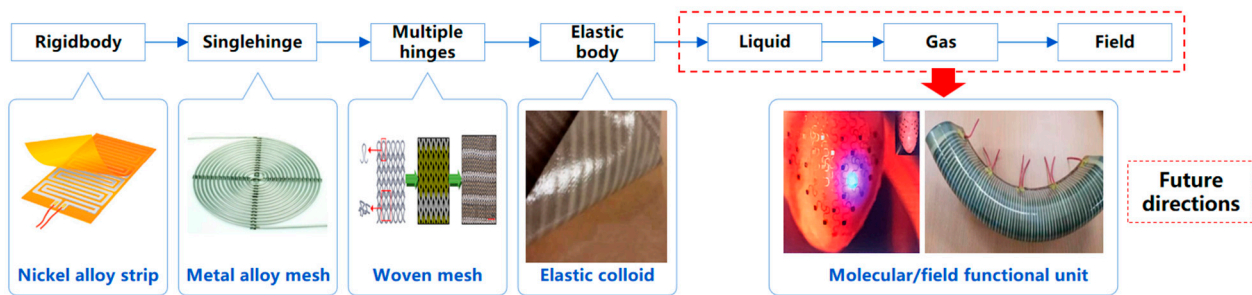 Rigidbody
Singlehinge
Multiple
hinges
Elastic
body
Liquid
Gas
Field
Nickel alloy strip
Metal alloy mesh
Woven mesh
Elastic colloid
Molecular/field functional unit
Future
directions